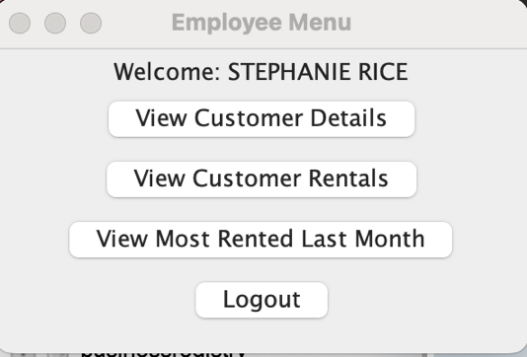 Employee Menu
Welcome: STEPHANIE RICE
View Customer Details
View Customer Rentals
View Most Rented Last Month
Logout